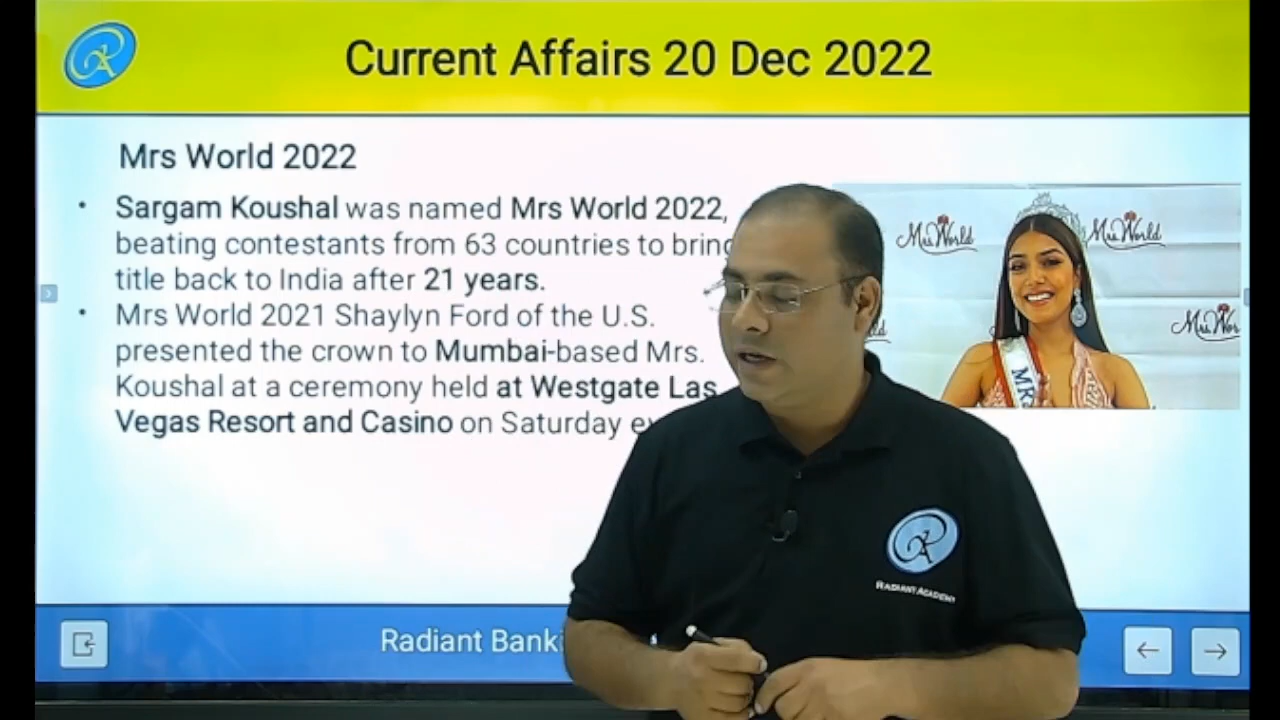 Current Affairs 20 Dec 2022
Mrs World 2022
• Sargam Koushal was named Mrs World 2022,
beating contestants from 63 countries to bring
title back to India after 21 years.
• Mrs World 2021 Shaylyn Ford of the U.S.
presented the crown to Mumbai-based Mrs.
Koushal at a ceremony held at Westgate Las
Vegas Resort and Casino on Saturday
Mrs World
Mrs World
MRS
RADIANT ACADEMY
Radiant